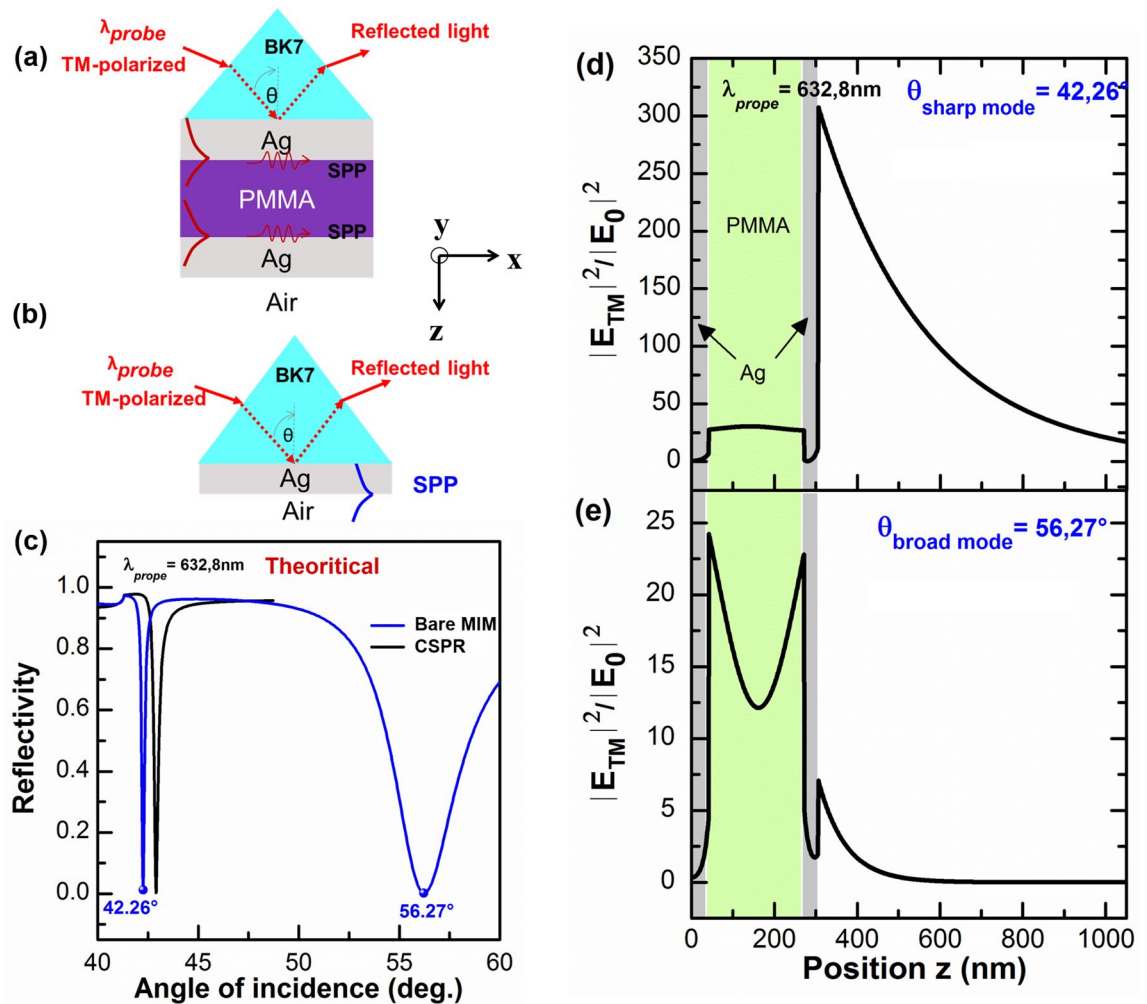 (a)
λprobe
TM-polarized
BK7
θ
Reflected light
Ag
SPP
PMMA
SPP
Ag
Air
y
x
z
(b)
λprobe
TM-polarized
BK7
θ
Reflected light
Ag
Air
SPP
(c)
λprope = 632,8nm
Theoritical
Bare MIM
CSPR
1.0
0.8
0.6
0.4
0.2
0.0
Reflectivity
42.26°
56.27°
40 45 50 55 60
Angle of incidence (deg.)
(d)
λprope = 632,8nm
θsharp mode = 42,26°
350
300
250
200
150
100
50
0
|ETM|²/|E0|²
PMMA
Ag
(e)
θbroad mode = 56,27°
25
20
15
10
5
0
|ETM|²/|E0|²
0 200 400 600 800 1000
Position z (nm)